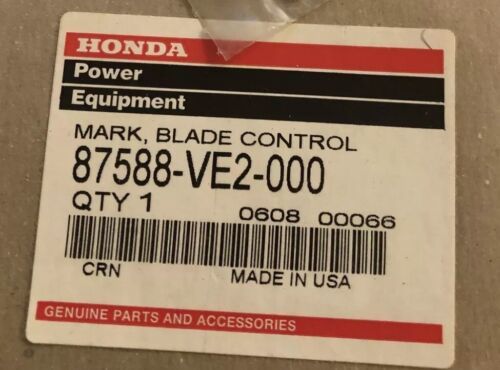 HONDA
Power
Equipment
MARK, BLADE CONTROL
87588-VE2-000
QTY 1 0608 00066
CRN MADE IN USA
GENUINE PARTS AND ACCESSORIES